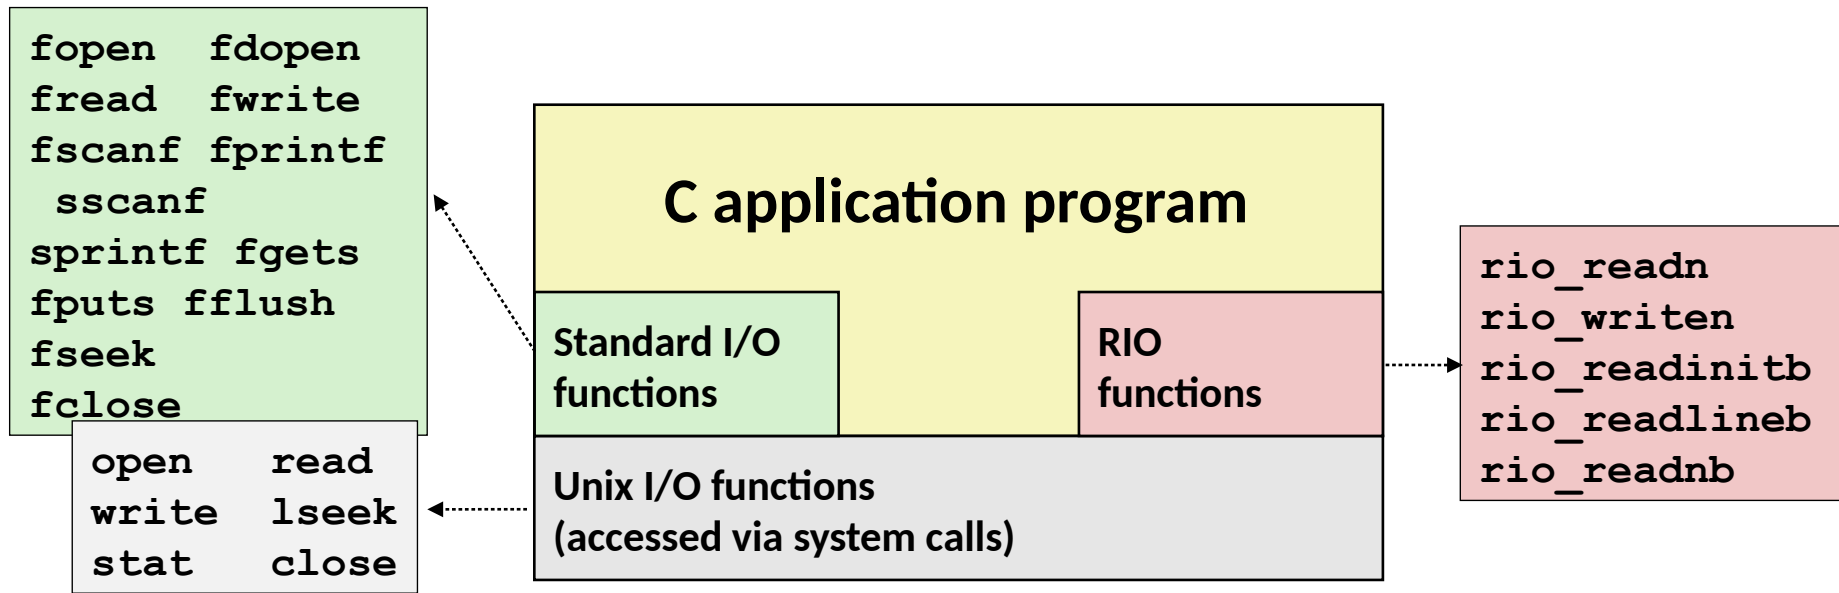 fopen fdopen
fread fwrite
fscanf fprintf
sscanf
sprintf fgets
fputs fflush
fseek
fclose
open read
write lseek
stat close
C application program
Standard I/O
functions
RIO
functions
Unix I/O functions
(accessed via system calls)
rio_readn
rio_writen
rio_readinitb
rio_readlineb
rio_readnb